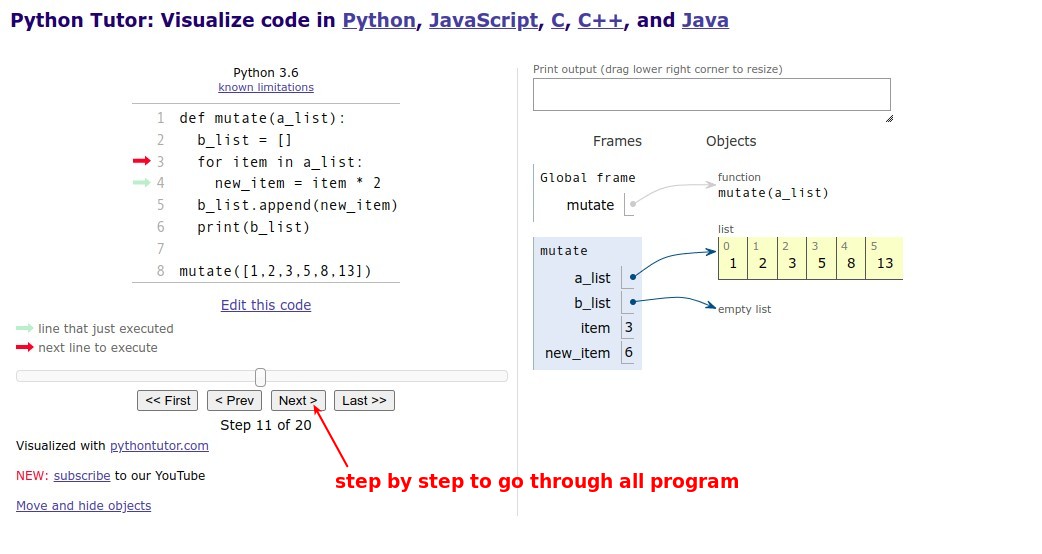 Python Tutor: Visualize code in Python, JavaScript, C, C++, and Java
Python 3.6
known limitations
1 def mutate(a_list):
2 b_list = []
3 for item in a_list:
4 new_item = item * 2
5 b_list.append(new_item)
6 print(b_list)
7
8 mutate([1,2,3,5,8,13])
Edit this code
line that just executed
next line to execute
<< First < Prev Next > Last >>
Step 11 of 20
Visualized with pythontutor.com
NEW: subscribe to our YouTube
Move and hide objects
step by step to go through all program
Print output (drag lower right corner to resize)
Frames Objects
Global frame
mutate
function
mutate(a_list)
mutate
a_list
b_list
item 3
new_item 6
list
0 1 2 3 4 5
1 2 3 5 8 13
empty list